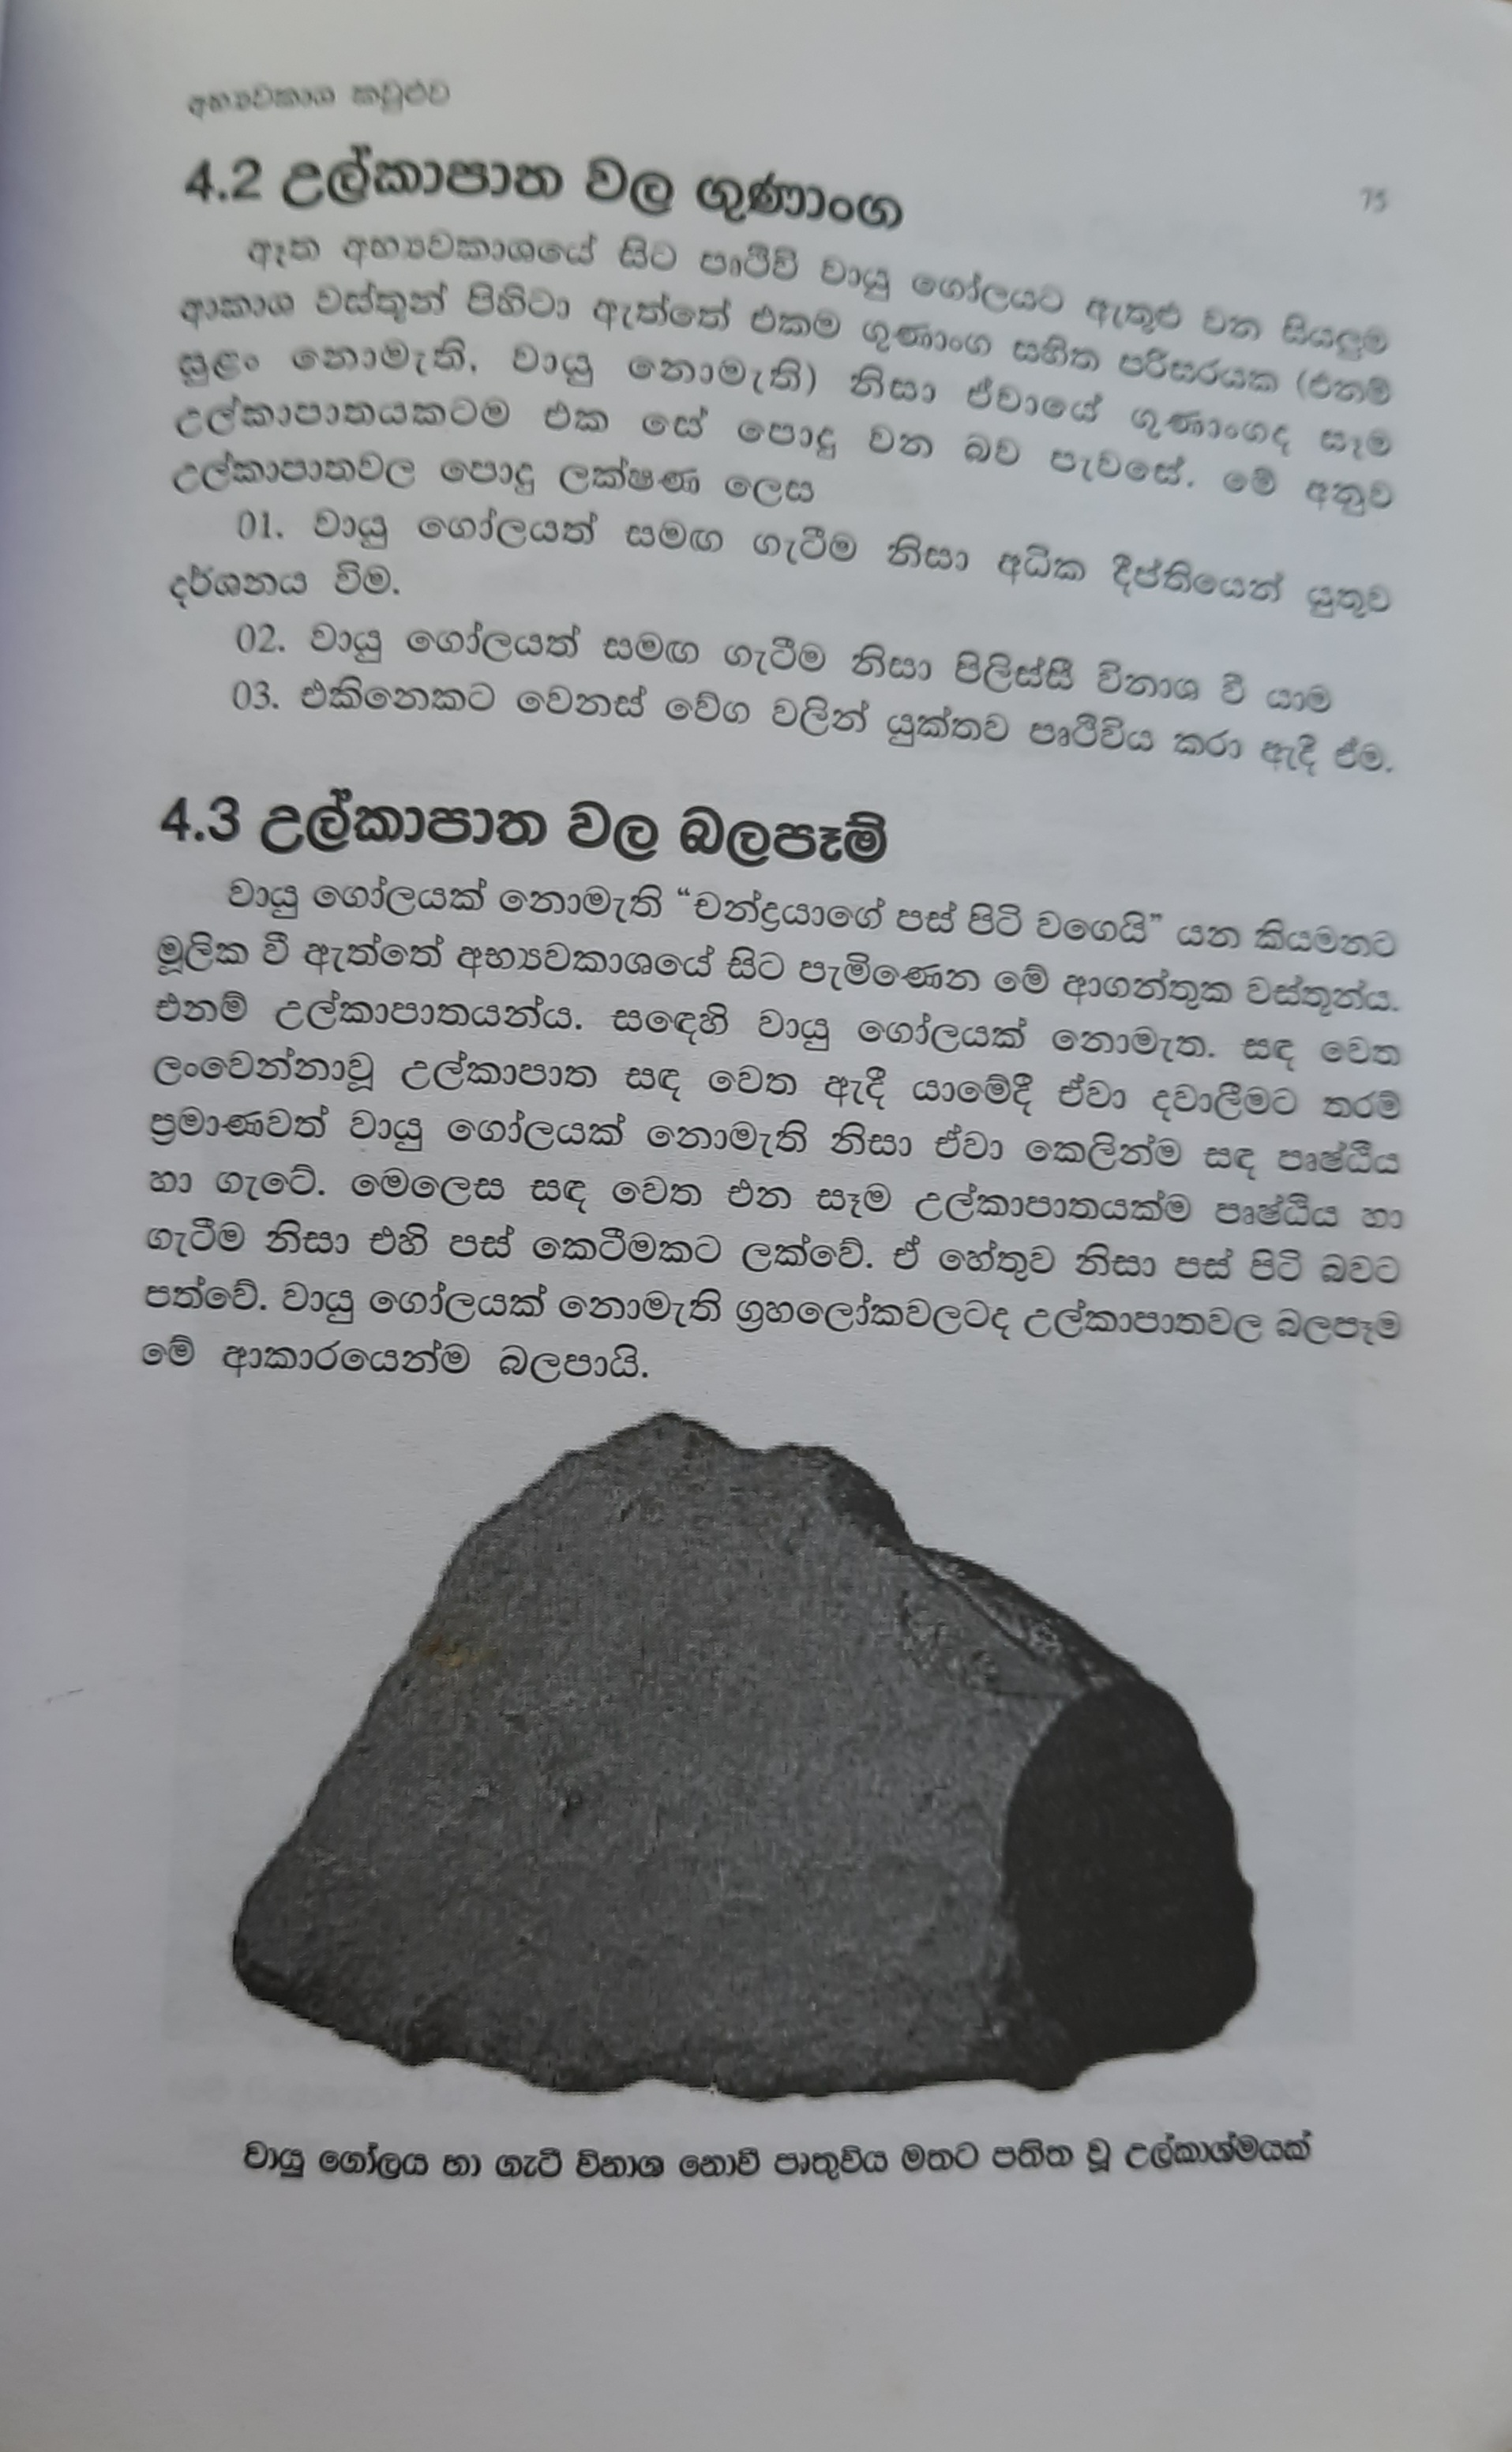 අභ්‍යවකාශ කවුළුව
75
4.2 උල්කාපාත වල ගුණාංග
ඈත අභ්‍යවකාශයේ සිට පෘථිවි වායු ගෝලයට ඇතුළු වන සියලුම
ආකාශ වස්තූන් පිහිටා ඇත්තේ එකම ගුණාංග සහිත පරිසරයක (එනම්
සුළං නොමැති, වායු නොමැති) නිසා ඒවායේ ගුණාංගද සෑම
උල්කාපාතයකටම එක සේ පොදු වන බව පැවසේ. මේ අනුව
උල්කාපාතවල පොදු ලක්ෂණ ලෙස
01. වායු ගෝලයත් සමඟ ගැටීම නිසා අධික දීප්තියෙන් යුතුව
දර්ශනය වීම.
02. වායු ගෝලයත් සමඟ ගැටීම නිසා පිලිස්සී විනාශ වී යාම
03. එකිනෙකට වෙනස් වේග වලින් යුක්තව පෘථිවිය කරා ඇදී ඒම.
4.3 උල්කාපාත වල බලපෑම්
වායු ගෝලයක් නොමැති “චන්ද්‍රයාගේ පස් පිටි වගෙයි” යන කියමනට
මූලික වී ඇත්තේ අභ්‍යවකාශයේ සිට පැමිණෙන මේ ආගන්තුක වස්තූන්ය.
එනම් උල්කාපාතයන්ය. සඳෙහි වායු ගෝලයක් නොමැත. සඳ වෙත
ලංවෙන්නාවූ උල්කාපාත සඳ වෙත ඇදී යාමේදී ඒවා දවාලීමට තරම්
ප්‍රමාණවත් වායු ගෝලයක් නොමැති නිසා ඒවා කෙලින්ම සඳ පෘෂ්ඨීය
හා ගැටේ. මෙලෙස සඳ වෙත එන සෑම උල්කාපාතයක්ම පෘෂ්ඨීය හා
ගැටීම නිසා එහි පස් කෙටීමකට ලක්වේ. ඒ හේතුව නිසා පස් පිටි බවට
පත්වේ. වායු ගෝලයක් නොමැති ග්‍රහලෝකවලටද උල්කාපාතවල බලපෑම
මේ ආකාරයෙන්ම බලපායි.
වායු ගෝලය හා ගැටී විනාශ නොවී පෘතුවිය මතට පතිත වූ උල්කාශ්මයක්